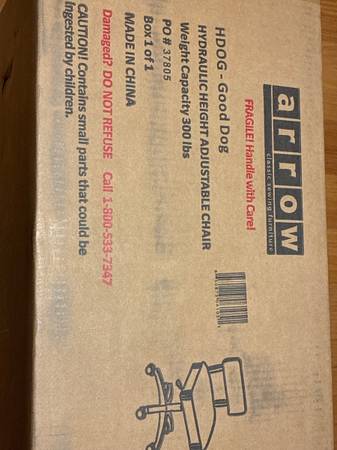 arrow
classic sewing furniture
FRAGILE! Handle with Care!
HDOG - Good Dog
HYDRAULIC HEIGHT ADJUSTABLE CHAIR
Weight Capacity 300 lbs
PO # 37805
Box 1 of 1
MADE IN CHINA
Damaged? DO NOT REFUSE Call 1-800-533-7347
CAUTION! Contains small parts that could be
ingested by children.